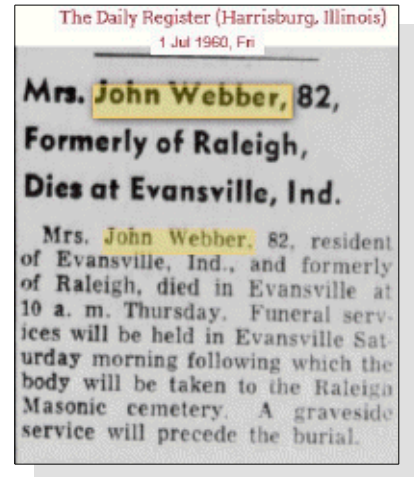 The Daily Register (Harrisburg, Illinois)
1 Jul 1960, Fri
Mrs. John Webber, 82,
Formerly of Raleigh,
Dies at Evansville, Ind.
Mrs. John Webber, 82, resident
of Evansville, Ind., and formerly
of Raleigh, died in Evansville at
10 a. m. Thursday. Funeral serv-
ices will be held in Evansville Sat-
urday morning following which the
body will be taken to the Raleigh
Masonic cemetery. A graveside
service will precede the burial.